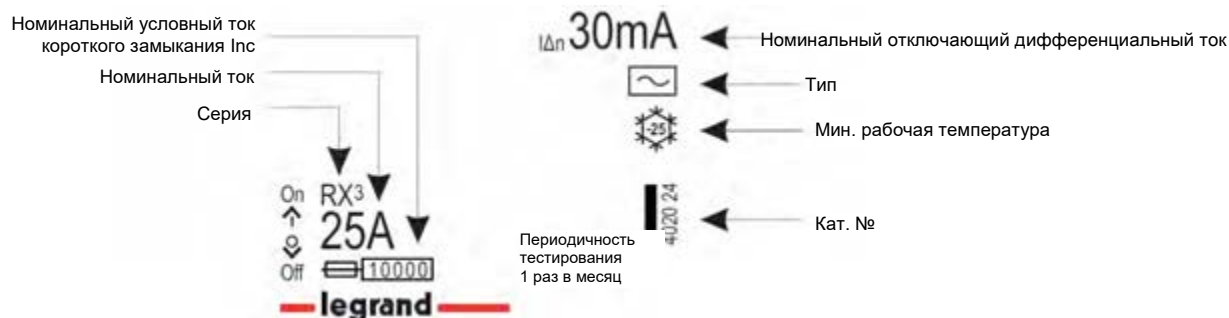 Номинальный условный ток
короткого замыкания Inc
Номинальный ток
Серия
On
RX³
25A
Off
10000
legrand
IΔn 30mA
Номинальный отключающий дифференциальный ток
Тип
-25
Мин. рабочая температура
4020 24
Кат. №
Периодичность
тестирования
1 раз в месяц